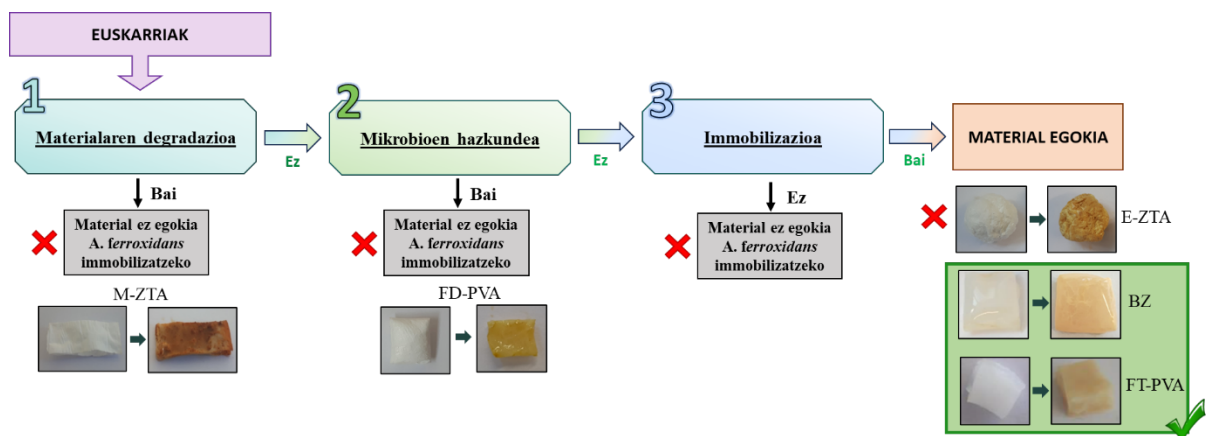 EUSKARRIAK
1
Materialaren degradazioa
Ez
2
Mikrobioen hazkundea
Ez
3
Immobilizazioa
Bai
MATERIAL EGOKIA
Bai
Material ez egokia
A. ferroxidans
immobilizatzeko
M-ZTA
Bai
Material ez egokia
A. ferroxidans
immobilizatzeko
FD-PVA
Ez
Material ez egokia
A. ferroxidans
immobilizatzeko
E-ZTA
BZ
FT-PVA